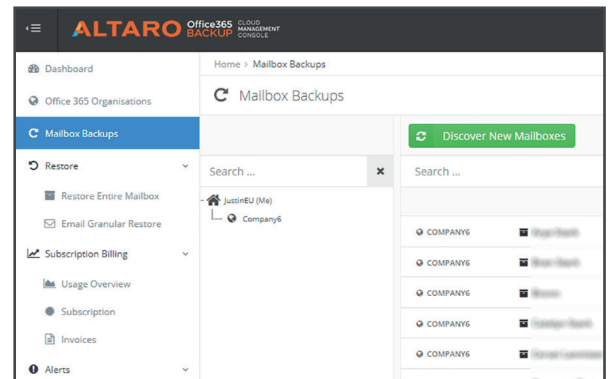 ALTARO Office365 BACKUP CLOUD MANAGEMENT CONSOLE
Dashboard
Office 365 Organisations
Mailbox Backups
Restore
Restore Entire Mailbox
Email Granular Restore
Subscription Billing
Usage Overview
Subscription
Invoices
Alerts
Home > Mailbox Backups
Mailbox Backups
Discover New Mailboxes
Search ...
Search ...
JustinEU (Me)
Company6
COMPANY6
COMPANY6
COMPANY6
COMPANY6
COMPANY6